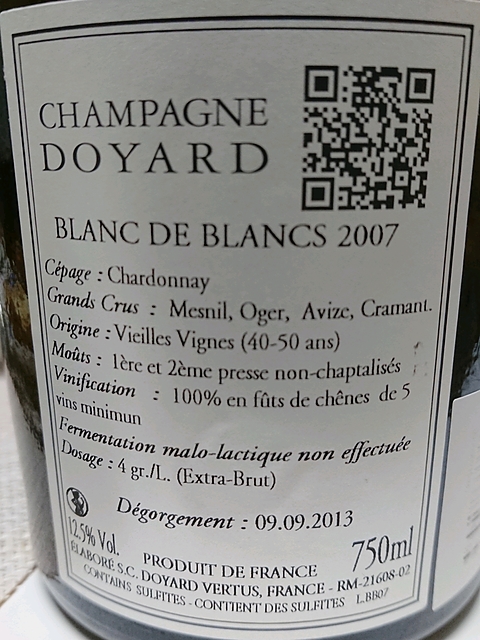 CHAMPAGNE
DOYARD
BLANC DE BLANCS 2007
Cépage : Chardonnay
Grands Crus : Mesnil, Oger, Avize, Cramant.
Origine : Vieilles Vignes (40-50 ans)
Moûts : 1ère et 2ème presse non-chaptalisés
Vinification : 100% en fûts de chênes de 5
vins minimun
Fermentation malo-lactique non effectuée
Dosage : 4 gr./L. (Extra-Brut)
Dégorgement : 09.09.2013
12.5% Vol.
PRODUIT DE FRANCE
750ml
ÉLABORÉ S.C. DOYARD VERTUS, FRANCE - RM-21608-02
CONTAINS SULFITES - CONTIENT DES SULFITES L.BB07